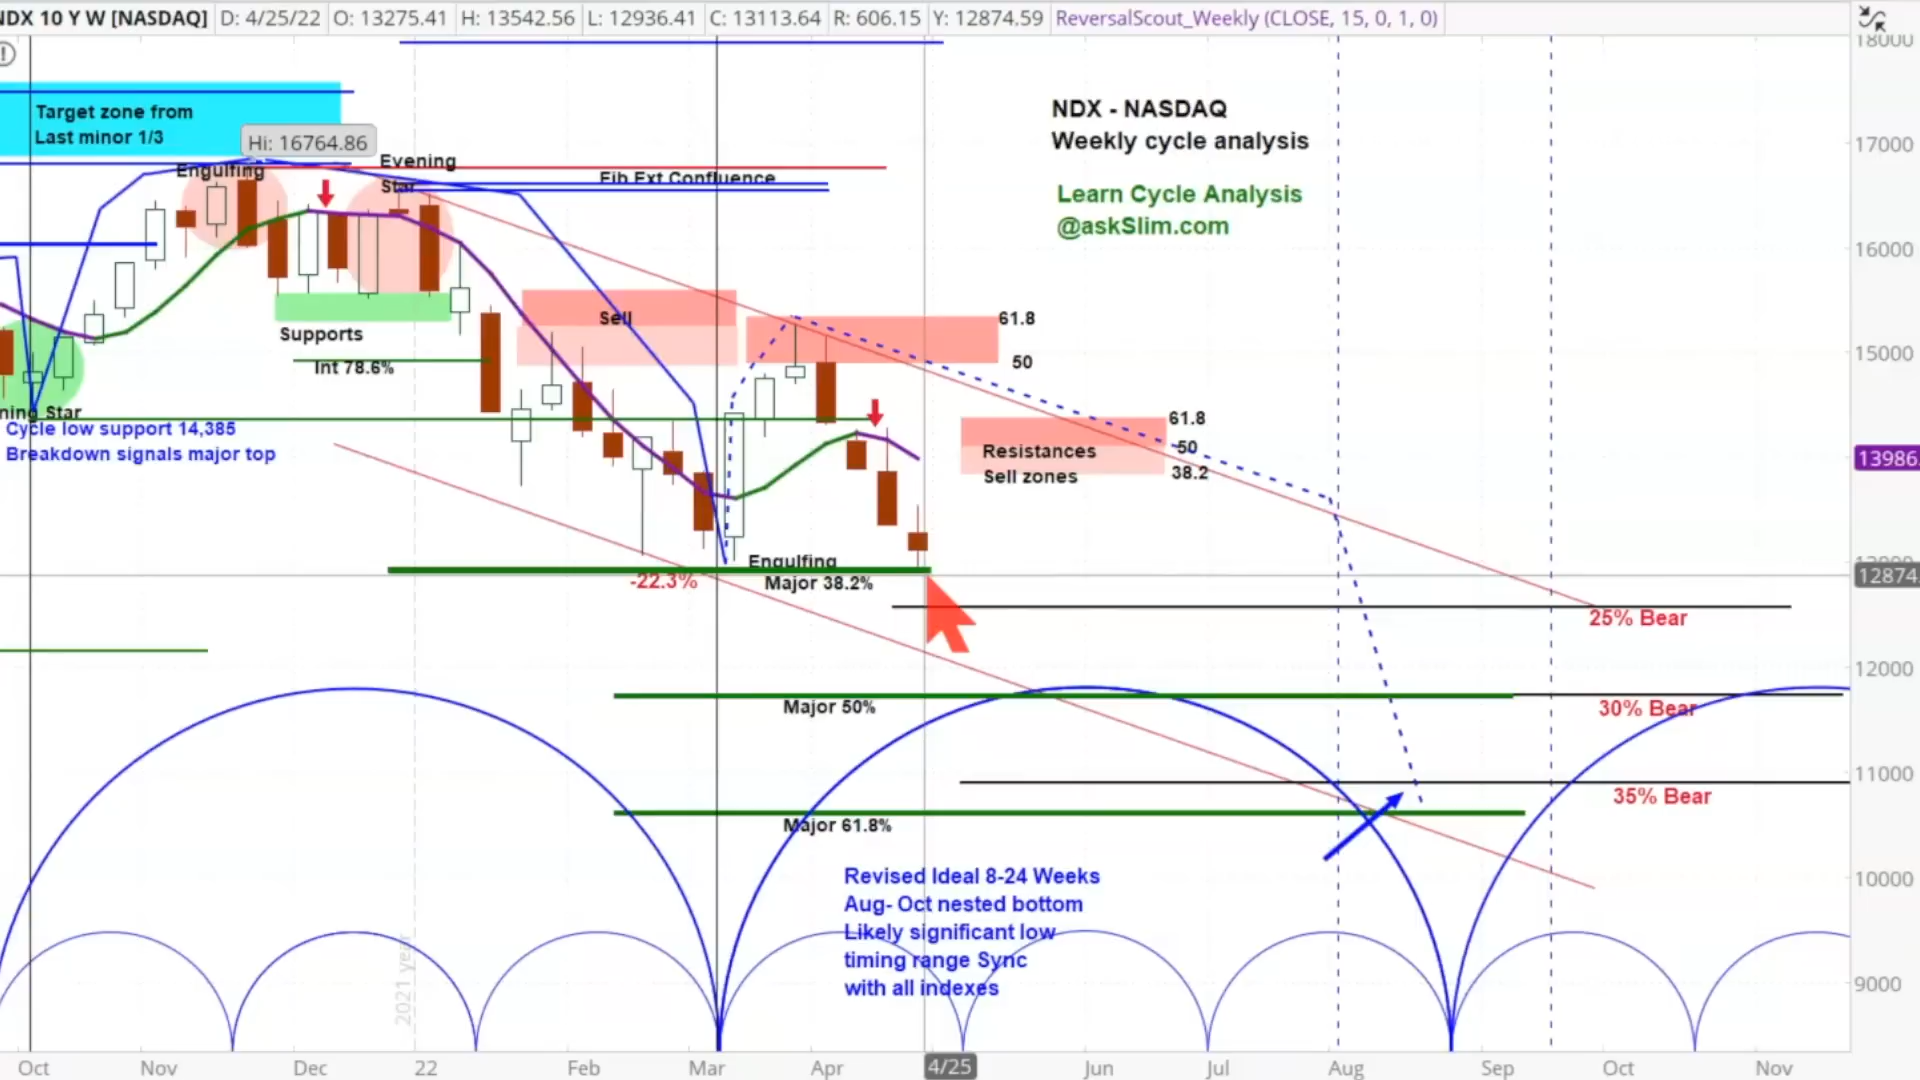 NDX 10 Y W [NASDAQ] D: 4/25/22 O: 13275.41 H: 13542.56 L: 12936.41 C: 13113.64 R: 606.15 Y: 12874.59 ReversalScout_Weekly (CLOSE, 15, 0, 1, 0)
18000
Target zone from
Last minor 1/3
Hi: 16764.86
Engulfing
Evening
Star
Fib Ext Confluence
NDX - NASDAQ
Weekly cycle analysis
Learn Cycle Analysis
@askSlim.com
17000
16000
15000
Supports
Int 78.6%
Sell
61.8
50
ning Star
Cycle low support 14,385
Breakdown signals major top
61.8
50
38.2
Resistances
Sell zones
13986.
13000
12874.
Engulfing
-22.3%
Major 38.2%
25% Bear
12000
Major 50%
30% Bear
11000
35% Bear
Major 61.8%
10000
Revised Ideal 8-24 Weeks
Aug- Oct nested bottom
Likely significant low
timing range Sync
with all indexes
9000
2021 year
Oct Nov Dec 22 Feb Mar Apr 4/25 Jun Jul Aug Sep Oct Nov